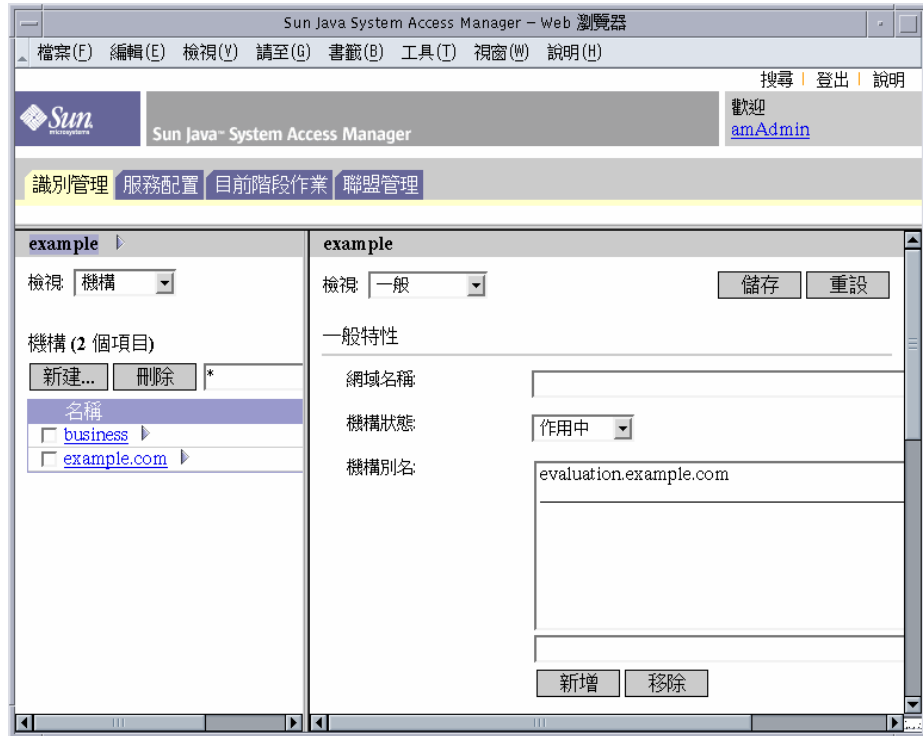 Sun Java System Access Manager – Web 瀏覽器
檔案(F) 編輯(E) 檢視(V) 請至(G) 書籤(B) 工具(T) 視窗(W) 說明(H)
搜尋 | 登出 | 說明
Sun
microsystems
Sun Java™ System Access Manager
歡迎
amAdmin
識別管理 服務配置 目前階段作業 聯盟管理
example
檢視: 機構
機構 (2 個項目)
新建... 刪除 *
名稱
business
example.com
example
檢視: 一般 儲存 重設
一般特性
網域名稱:
機構狀態: 作用中
機構別名: evaluation.example.com
新增 移除